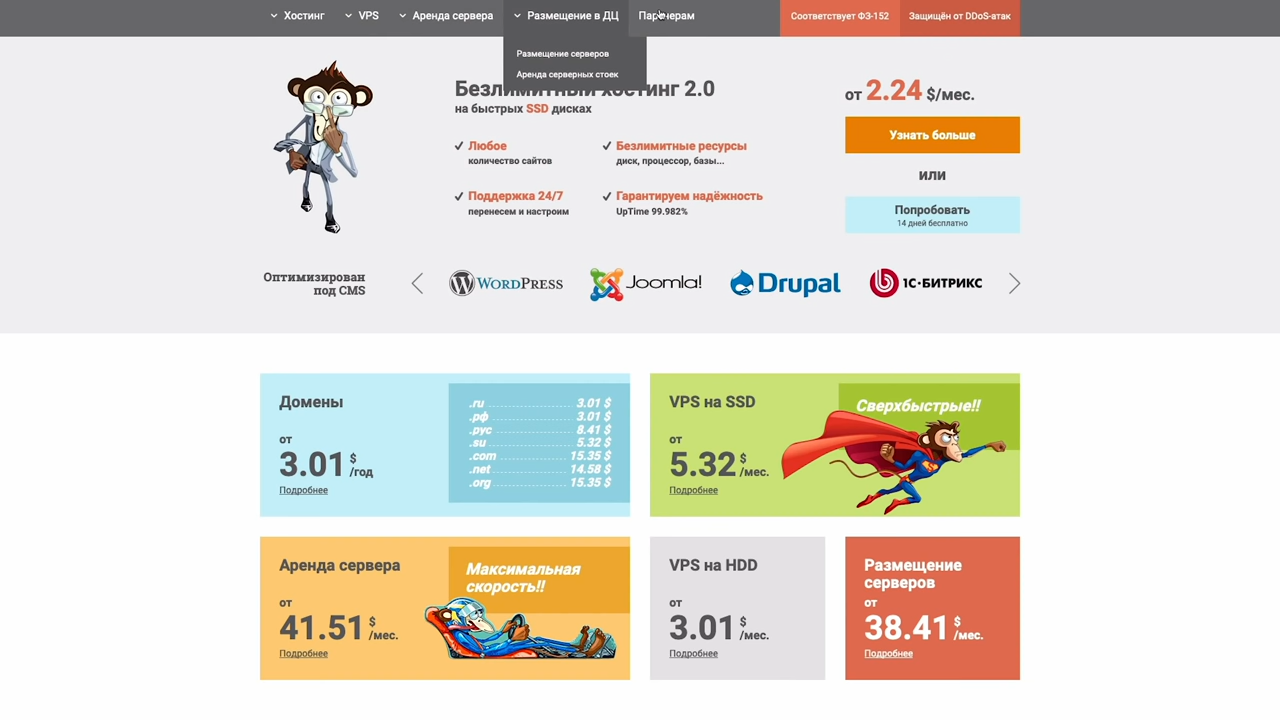 Хостинг
VPS
Аренда сервера
Размещение в ДЦ
Партнерам
Соответствует ФЗ-152
Защищён от DDoS-атак
Размещение серверов
Аренда серверных стоек
Безлимитный хостинг 2.0
на быстрых SSD дисках
Любое
количество сайтов
Безлимитные ресурсы
диск, процессор, базы...
Поддержка 24/7
перенесем и настроим
Гарантируем надёжность
UpTime 99.982%
от 2.24 $/мес.
Узнать больше
или
Попробовать
14 дней бесплатно
Оптимизирован
под CMS
WORDPRESS
Joomla!
Drupal
1С·БИТРИКС
Домены
от
3.01 $/год
Подробнее
.ru 3.01 $
.рф 3.01 $
.рус 8.41 $
.su 5.32 $
.com 15.35 $
.net 14.58 $
.org 15.35 $
VPS на SSD
от
5.32 $/мес.
Подробнее
Сверхбыстрые!!
Аренда сервера
от
41.51 $/мес.
Подробнее
Максимальная
скорость!!
VPS на HDD
от
3.01 $/мес.
Подробнее
Размещение
серверов
от
38.41 $/мес.
Подробнее